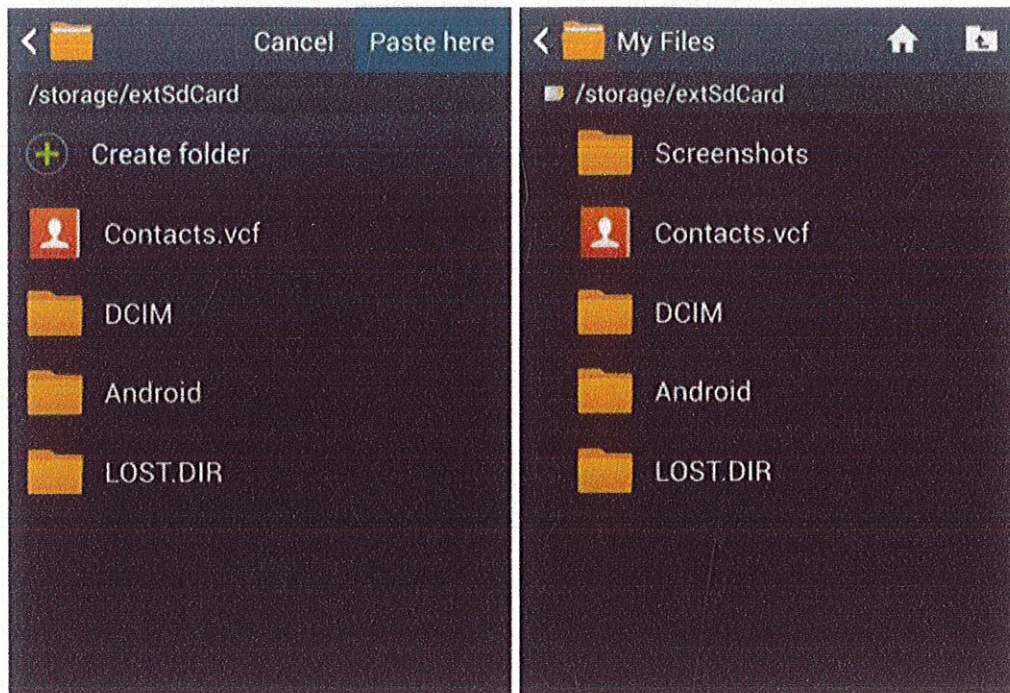 Cancel Paste here
/storage/extSdCard
Create folder
Contacts.vcf
DCIM
Android
LOST.DIR
My Files
/storage/extSdCard
Screenshots
Contacts.vcf
DCIM
Android
LOST.DIR